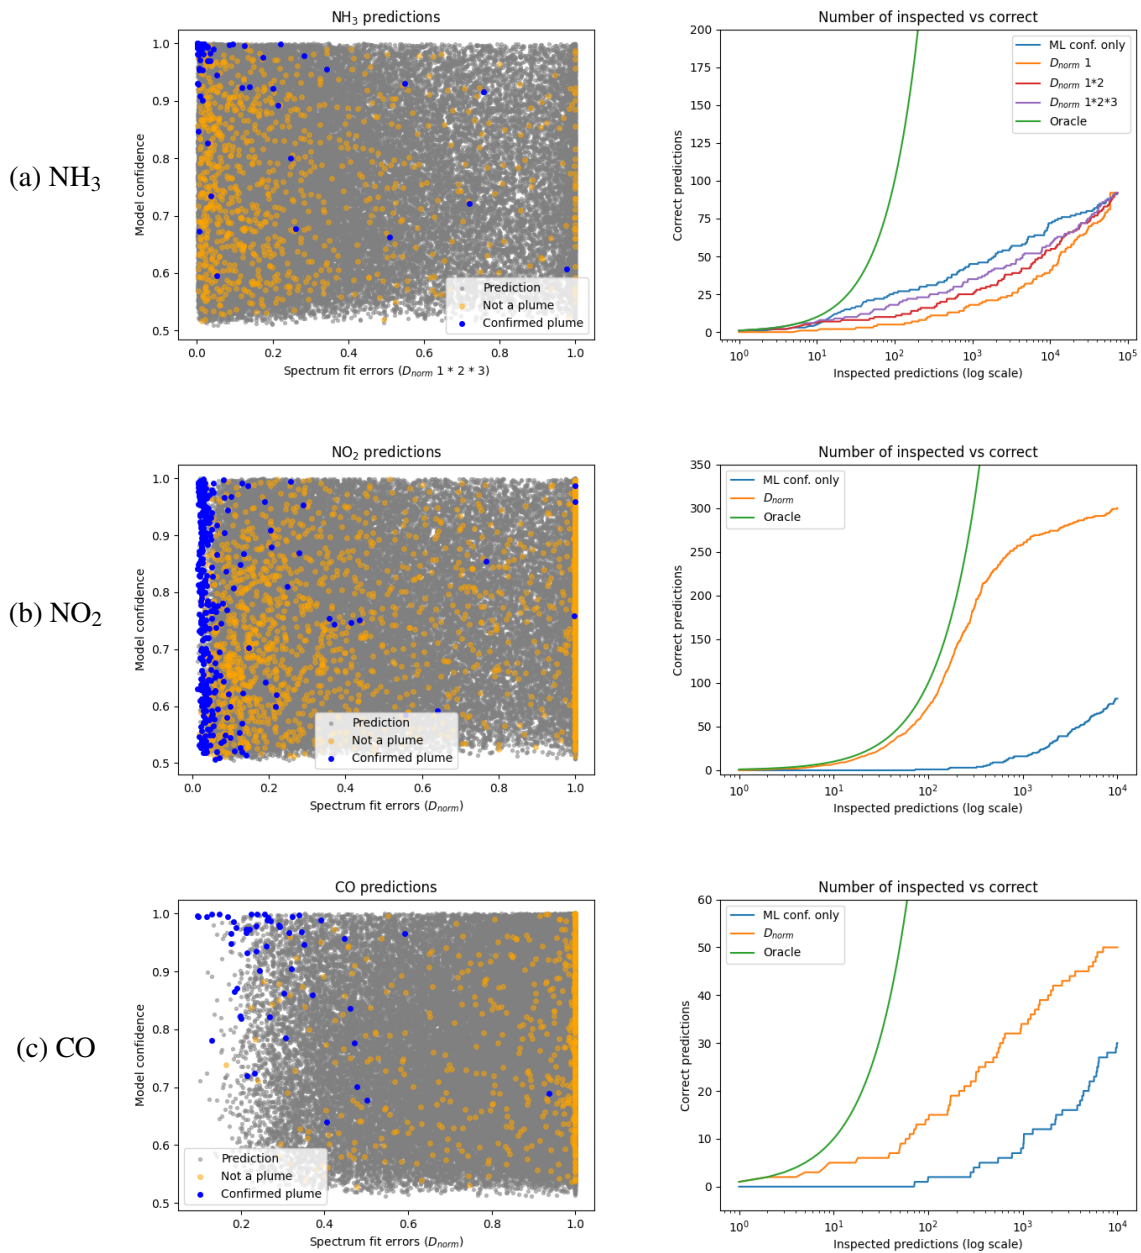 (a) NH3
NH3 predictions
Model confidence
1.0
0.9
0.8
0.7
0.6
0.5
Prediction
Not a plume
Confirmed plume
0.0 0.2 0.4 0.6 0.8 1.0
Spectrum fit errors (Dnorm 1 * 2 * 3)
Number of inspected vs correct
Correct predictions
200
175
150
125
100
75
50
25
0
ML conf. only
Dnorm 1
Dnorm 1*2
Dnorm 1*2*3
Oracle
10^0 10^1 10^2 10^3 10^4 10^5
Inspected predictions (log scale)
(b) NO2
NO2 predictions
Model confidence
1.0
0.9
0.8
0.7
0.6
0.5
Prediction
Not a plume
Confirmed plume
0.0 0.2 0.4 0.6 0.8 1.0
Spectrum fit errors (Dnorm)
Number of inspected vs correct
Correct predictions
350
300
250
200
150
100
50
0
ML conf. only
Dnorm
Oracle
10^0 10^1 10^2 10^3 10^4
Inspected predictions (log scale)
(c) CO
CO predictions
Model confidence
1.0
0.9
0.8
0.7
0.6
0.5
Prediction
Not a plume
Confirmed plume
0.2 0.4 0.6 0.8 1.0
Spectrum fit errors (Dnorm)
Number of inspected vs correct
Correct predictions
60
50
40
30
20
10
0
ML conf. only
Dnorm
Oracle
10^0 10^1 10^2 10^3 10^4
Inspected predictions (log scale)